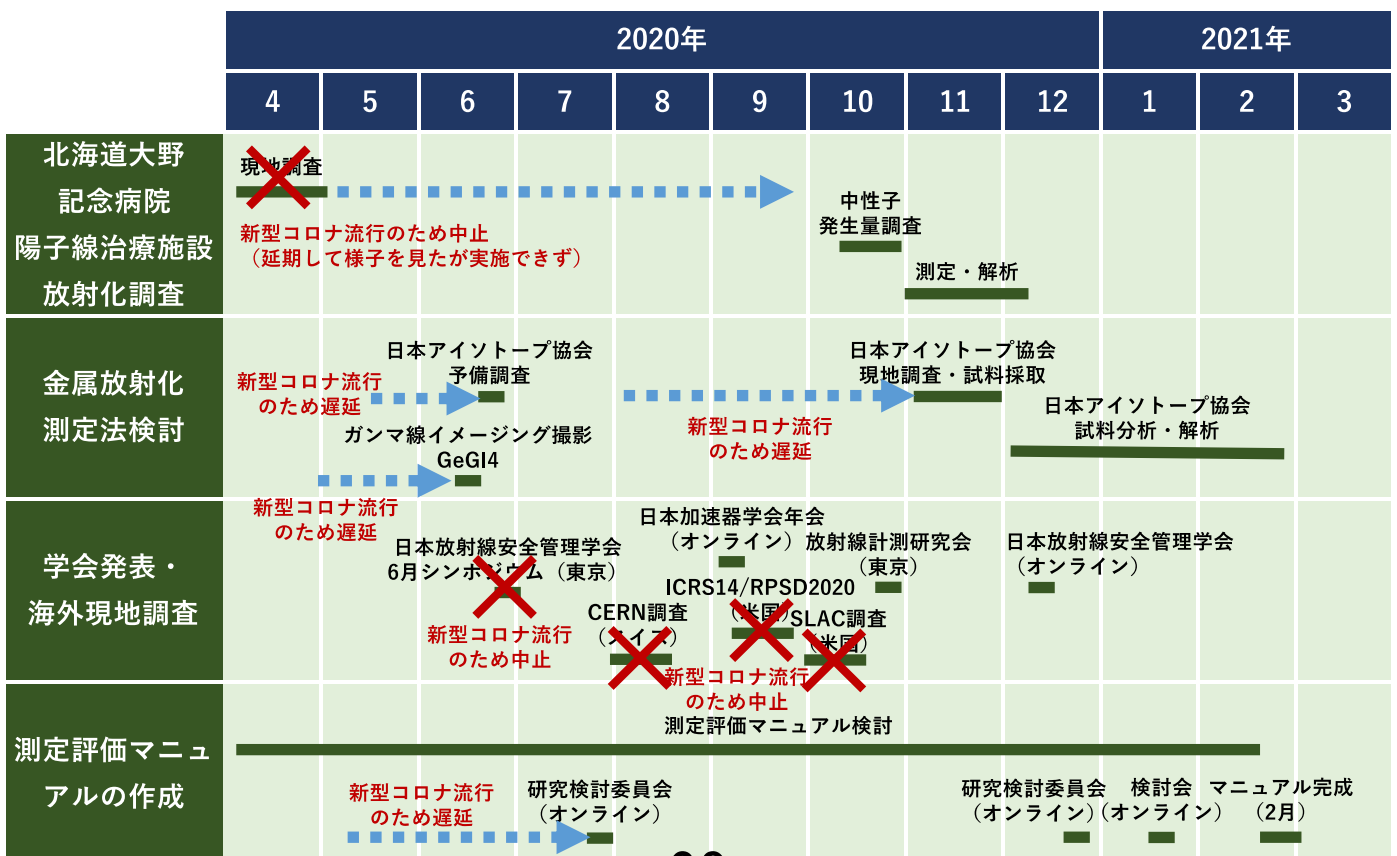 2020年
2021年
4
5
6
7
8
9
10
11
12
1
2
3
北海道大野
記念病院
陽子線治療施設
放射化調査
現地調査
新型コロナ流行のため中止
（延期して様子を見たが実施できず）
中性子
発生量調査
測定・解析
金属放射化
測定法検討
新型コロナ流行
のため遅延
日本アイソトープ協会
予備調査
ガンマ線イメージング撮影
GeGI4
新型コロナ流行
のため遅延
新型コロナ流行
のため遅延
日本アイソトープ協会
現地調査・試料採取
日本アイソトープ協会
試料分析・解析
学会発表・
海外現地調査
日本放射線安全管理学会
6月シンポジウム（東京）
新型コロナ流行
のため中止
CERN調査
（スイス）
日本加速器学会年会
（オンライン）
ICRS14/RPSD2020
（米国）
新型コロナ流行
のため中止
SLAC調査
（米国）
放射線計測研究会
（東京）
日本放射線安全管理学会
（オンライン）
測定評価マニュ
アルの作成
測定評価マニュアル検討
新型コロナ流行
のため遅延
研究検討委員会
（オンライン）
研究検討委員会
（オンライン）
検討会
（オンライン）
マニュアル完成
（2月）